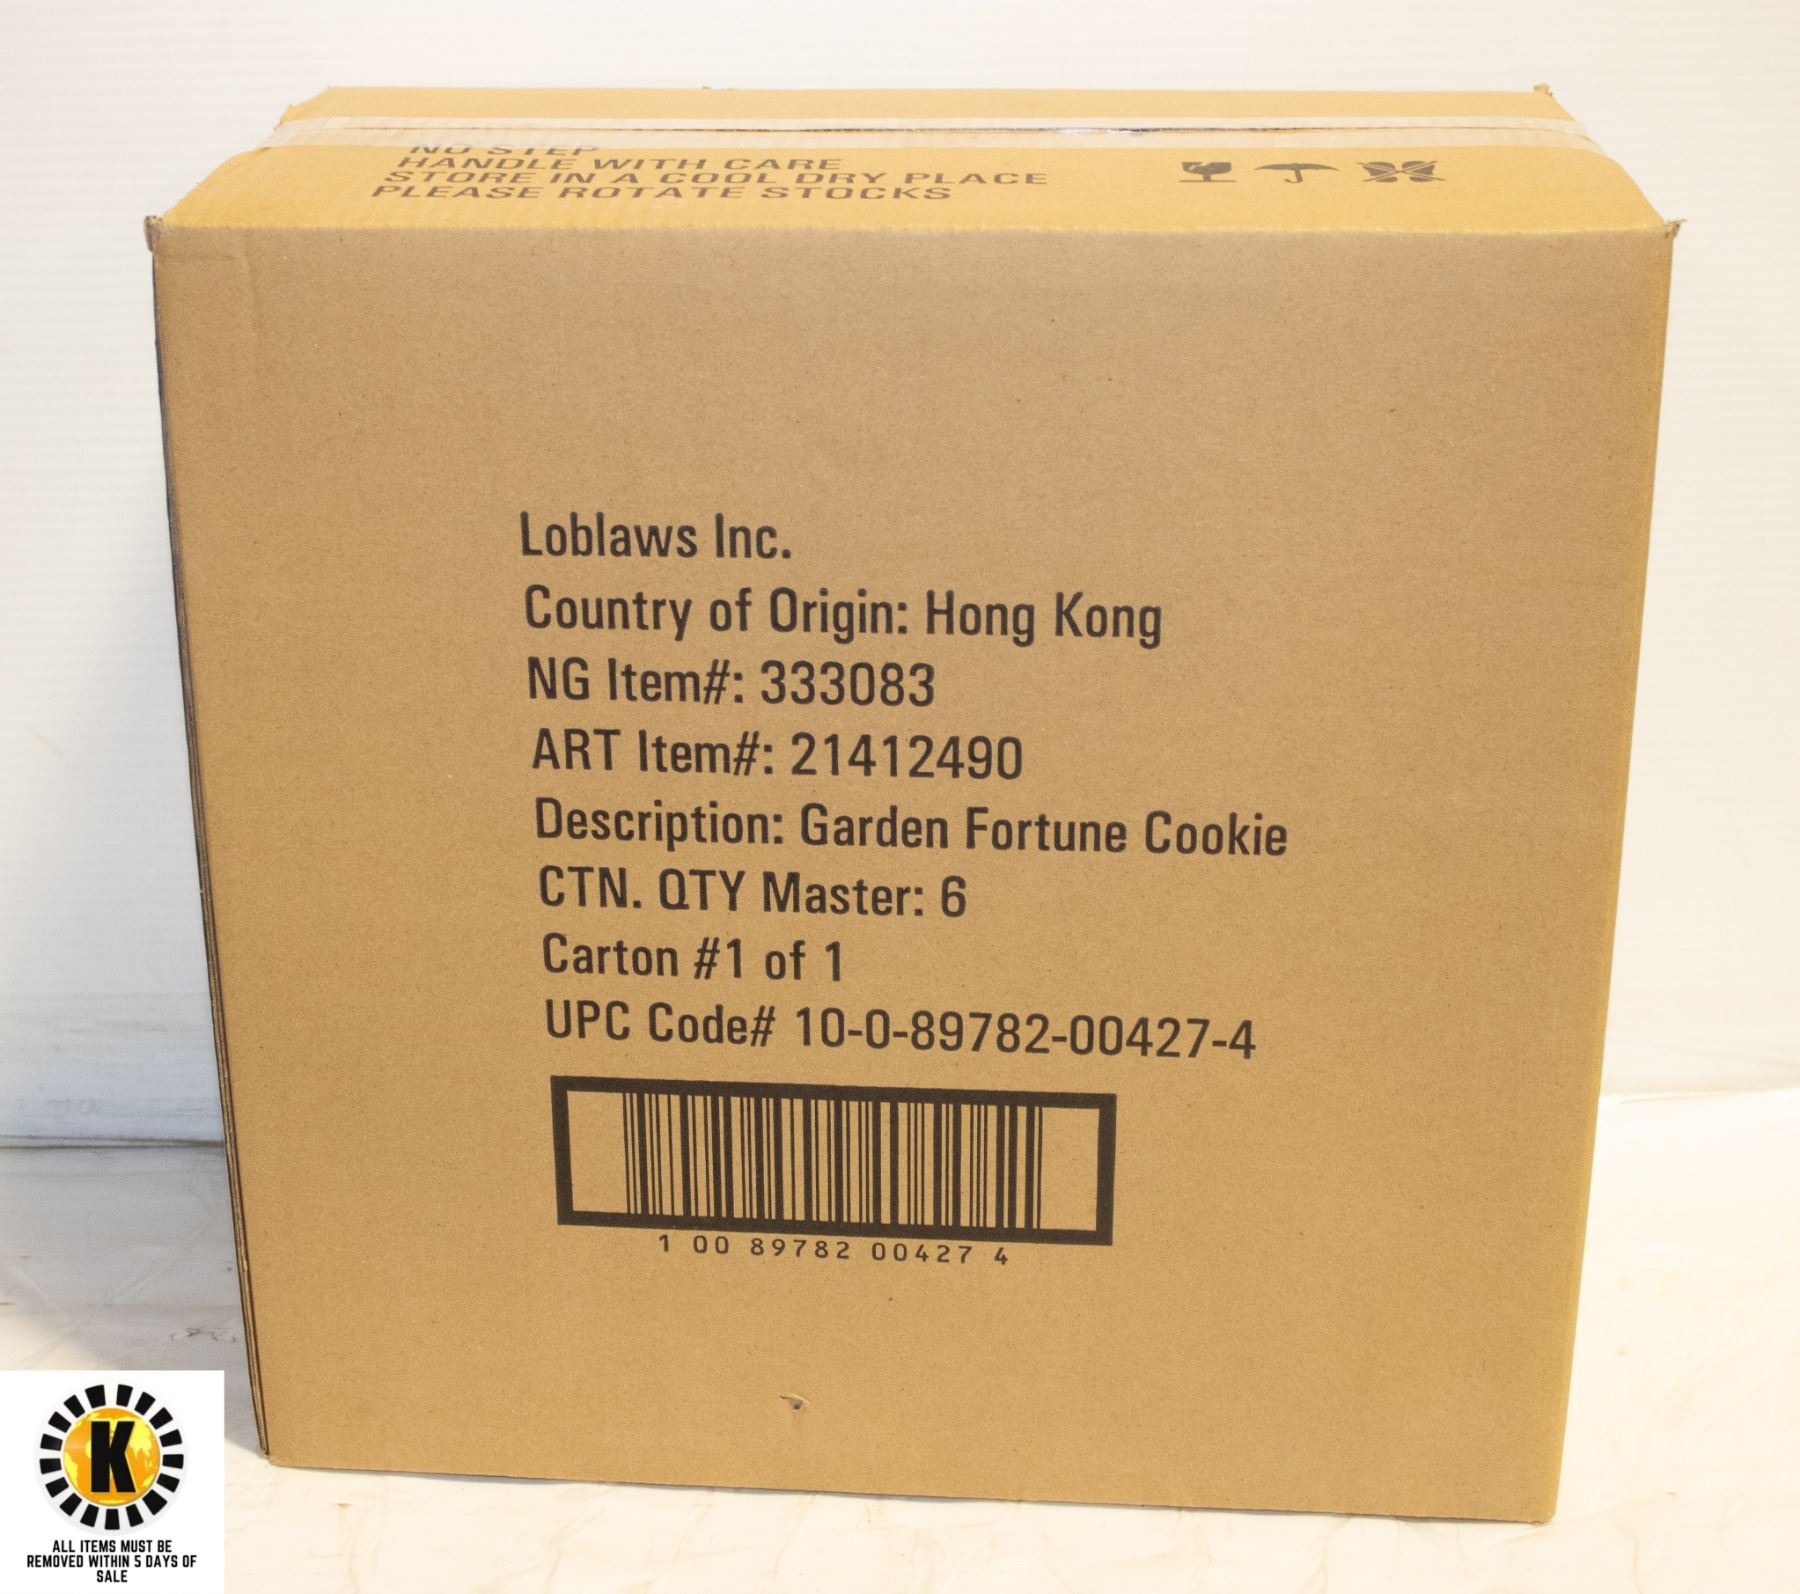 NO STEP
HANDLE WITH CARE
STORE IN A COOL DRY PLACE
PLEASE ROTATE STOCKS
Loblaws Inc.
Country of Origin: Hong Kong
NG Item#: 333083
ART Item#: 21412490
Description: Garden Fortune Cookie
CTN. QTY Master: 6
Carton #1 of 1
UPC Code# 10-0-89782-00427-4
1 00 89782 00427 4
K
ALL ITEMS MUST BE
REMOVED WITHIN 5 DAYS OF
SALE